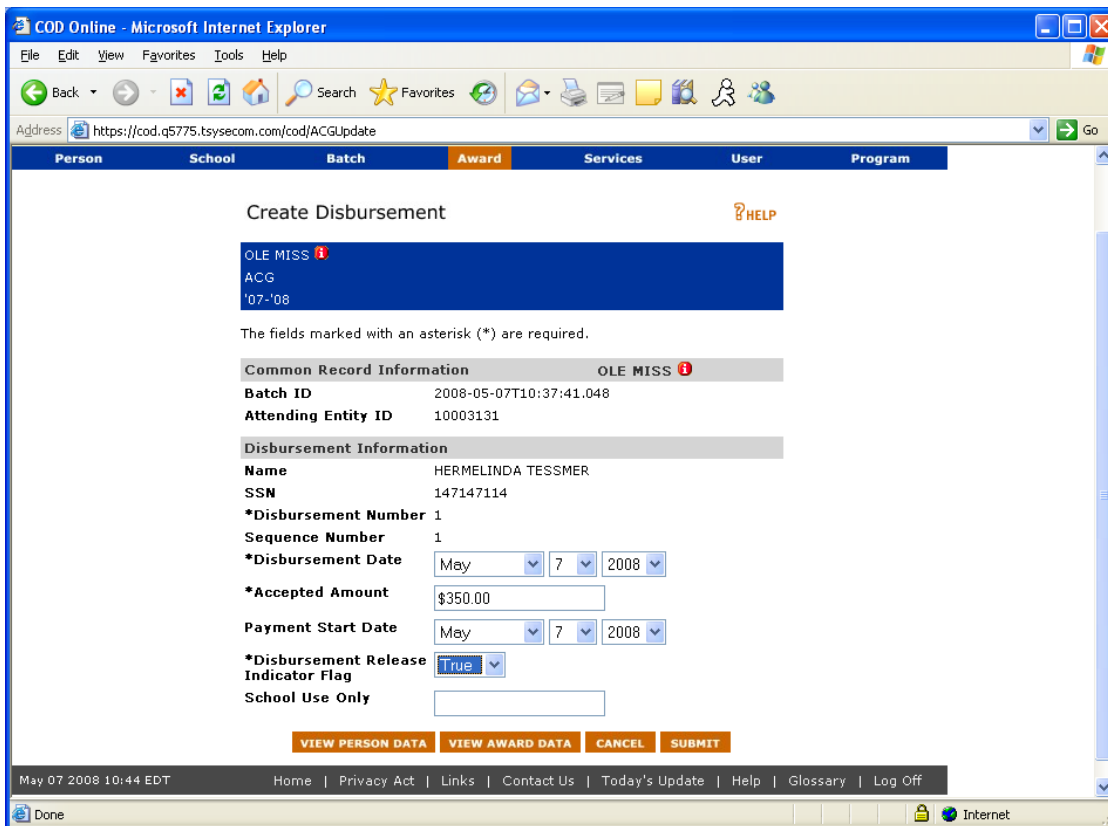 COD Online - Microsoft Internet Explorer
File Edit View Favorites Tools Help
Back Search Favorites
Address https://cod.q5775.tsysecom.com/cod/ACGUpdate Go
Person School Batch Award Services User Program
Create Disbursement ? HELP
OLE MISS i
ACG
'07-'08
The fields marked with an asterisk (*) are required.
Common Record Information OLE MISS i
Batch ID 2008-05-07T10:37:41.048
Attending Entity ID 10003131
Disbursement Information
Name HERMELINDA TESSMER
SSN 147147114
*Disbursement Number 1
Sequence Number 1
*Disbursement Date May 7 2008
*Accepted Amount $350.00
Payment Start Date May 7 2008
*Disbursement Release
Indicator Flag True
School Use Only
VIEW PERSON DATA VIEW AWARD DATA CANCEL SUBMIT
May 07 2008 10:44 EDT Home | Privacy Act | Links | Contact Us | Today's Update | Help | Glossary | Log Off
Done Internet